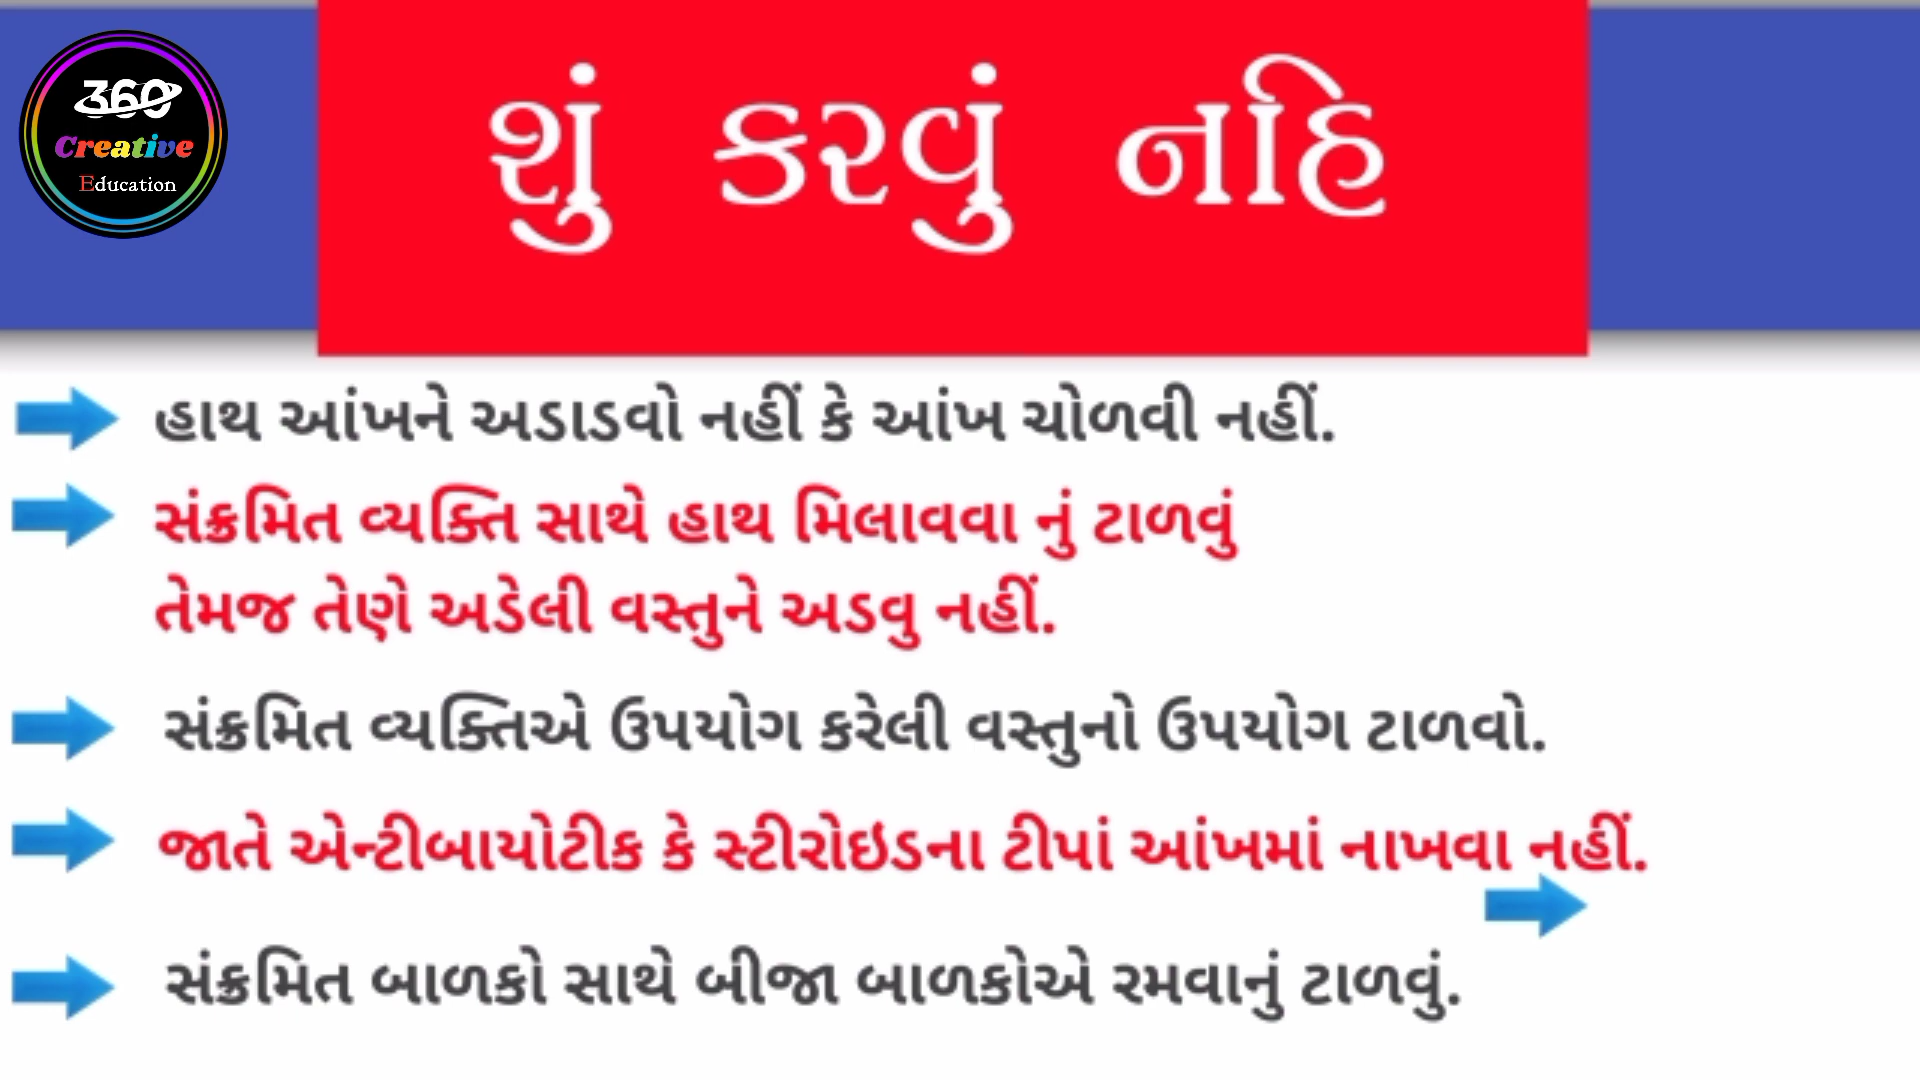 360
Creative
Education
શું કરવું નહિ
હાથ આંખને અડાડવો નહીં કે આંખ ચોળવી નહીં.
સંક્રમિત વ્યક્તિ સાથે હાથ મિલાવવા નું ટાળવું
તેમજ તેણે અડેલી વસ્તુને અડવુ નહીં.
સંક્રમિત વ્યક્તિએ ઉપયોગ કરેલી વસ્તુનો ઉપયોગ ટાળવો.
જાતે એન્ટીબાયોટીક કે સ્ટીરોઇડના ટીપાં આંખમાં નાખવા નહીં.
સંક્રમિત બાળકો સાથે બીજા બાળકોએ રમવાનું ટાળવું.